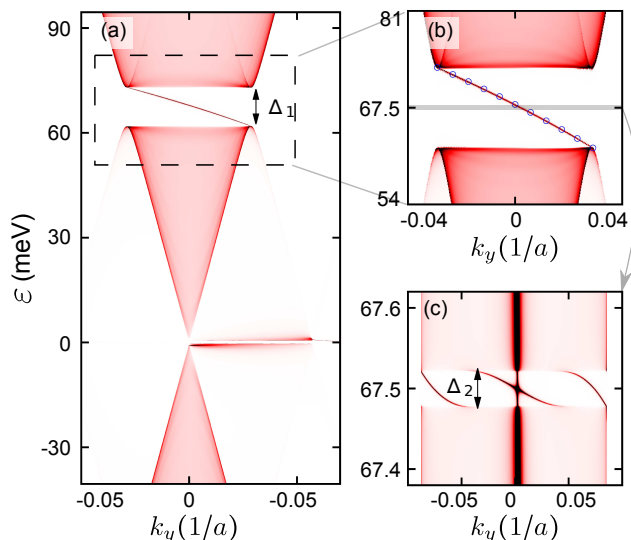 (a)
90
60
30
0
-30
ε (meV)
Δ1
-0.05
0
-0.05
ky(1/a)
(b)
81
67.5
54
-0.04
0
0.04
ky(1/a)
(c)
67.6
67.5
67.4
Δ2
-0.05
0
0.05
ky(1/a)